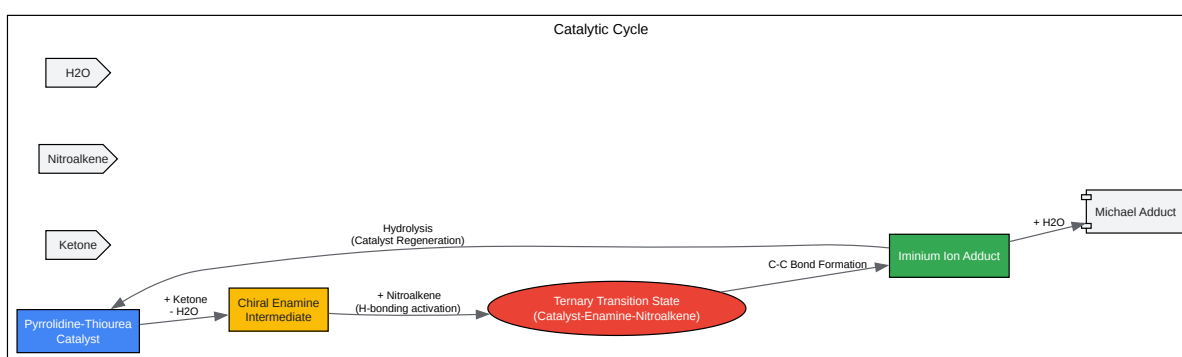 Catalytic Cycle
H2O
Nitroalkene
Ketone
Pyrrolidine-Thiourea
Catalyst
+ Ketone
- H2O
Chiral Enamine
Intermediate
+ Nitroalkene
(H-bonding activation)
Ternary Transition State
(Catalyst-Enamine-Nitroalkene)
C-C Bond Formation
Iminium Ion Adduct
Hydrolysis
(Catalyst Regeneration)
+ H2O
Michael Adduct